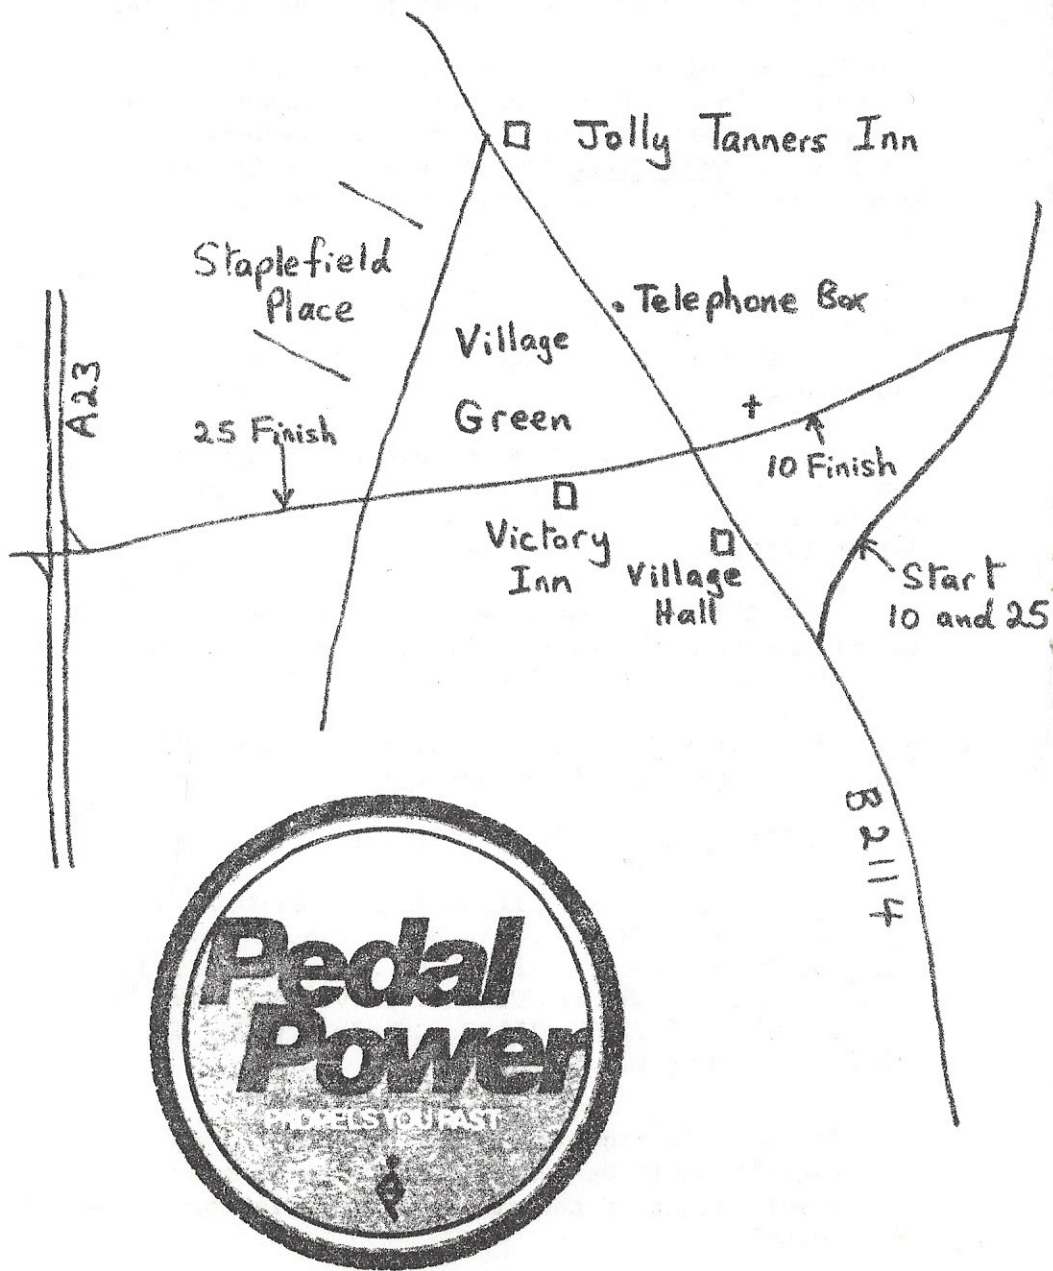 Jolly Tanners Inn
Staplefield
Place
Telephone Box
Village
Green
A23
25 Finish
+
10 Finish
Victory
Inn
Village
Hall
Start
10 and 25
B2114
Pedal
Power
PROPELS YOU PAST